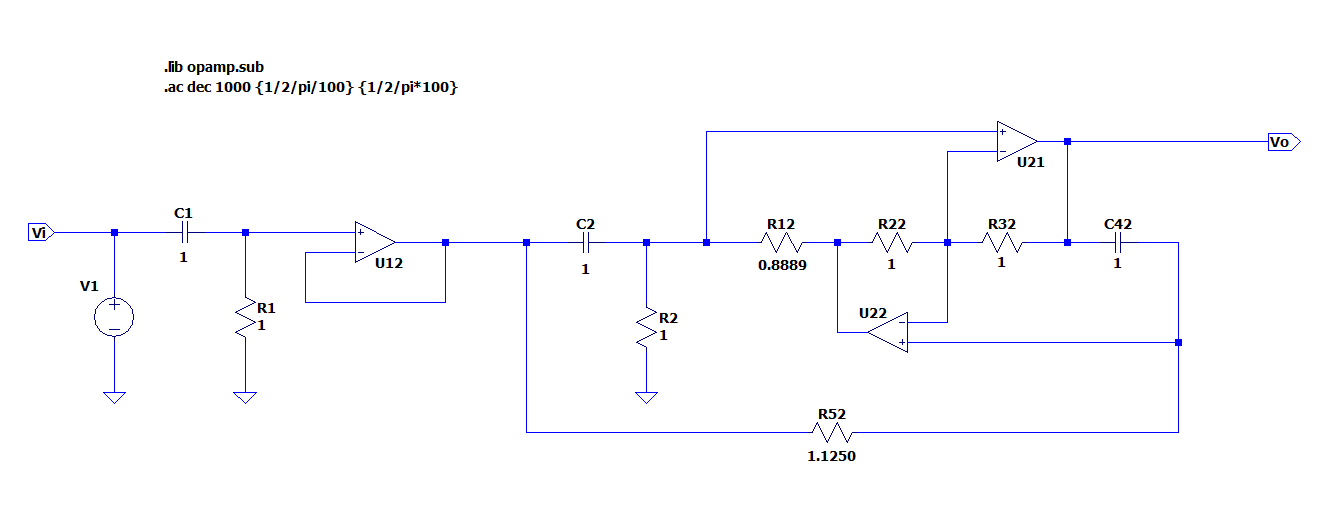 .lib opamp.sub
.ac dec 1000 {1/2/pi/100} {1/2/pi*100}
Vo
U21
C1
C2
R12
R22
R32
C42
Vi
1
U12
1
0.8889
1
1
1
V1
R1
1
R2
1
U22
R52
1.1250